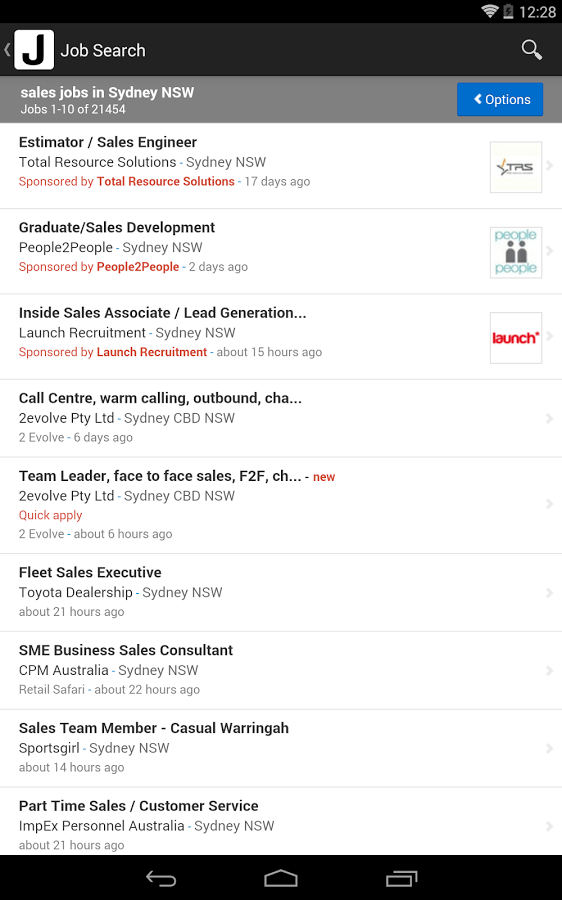 12:28
J Job Search
sales jobs in Sydney NSW
Jobs 1-10 of 21454
Options
Estimator / Sales Engineer
Total Resource Solutions - Sydney NSW
Sponsored by Total Resource Solutions - 17 days ago
TRS
Graduate/Sales Development
People2People - Sydney NSW
Sponsored by People2People - 2 days ago
people
people
Inside Sales Associate / Lead Generation...
Launch Recruitment - Sydney NSW
Sponsored by Launch Recruitment - about 15 hours ago
launch*
Call Centre, warm calling, outbound, cha...
2evolve Pty Ltd - Sydney CBD NSW
2 Evolve - 6 days ago
Team Leader, face to face sales, F2F, ch... - new
2evolve Pty Ltd - Sydney CBD NSW
Quick apply
2 Evolve - about 6 hours ago
Fleet Sales Executive
Toyota Dealership - Sydney NSW
about 21 hours ago
SME Business Sales Consultant
CPM Australia - Sydney NSW
Retail Safari - about 22 hours ago
Sales Team Member - Casual Warringah
Sportsgirl - Sydney NSW
about 14 hours ago
Part Time Sales / Customer Service
ImpEx Personnel Australia - Sydney NSW
about 21 hours ago